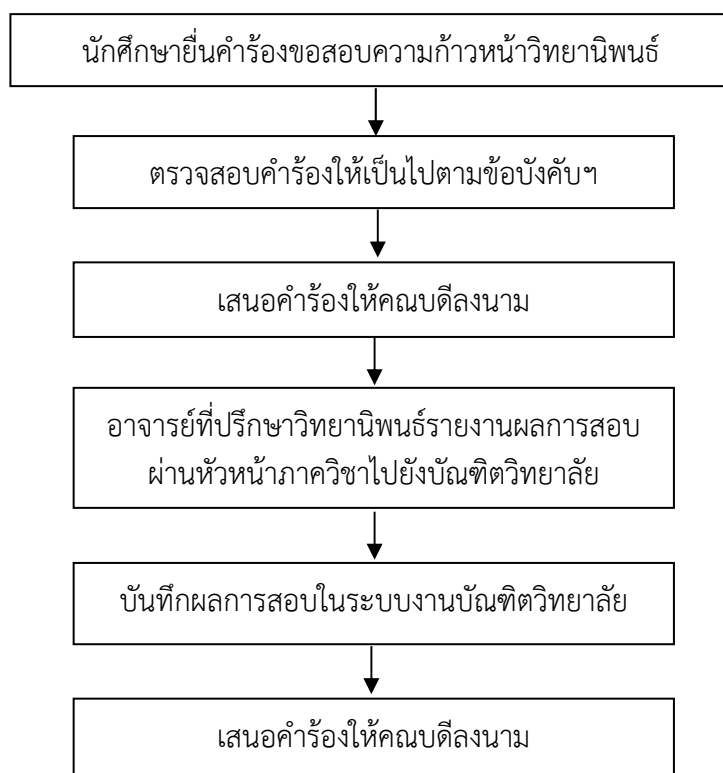 นักศึกษายื่นคำร้องขอสอบความก้าวหน้าวิทยานิพนธ์
ตรวจสอบคำร้องให้เป็นไปตามข้อบังคับฯ
เสนอคำร้องให้คณบดีลงนาม
อาจารย์ที่ปรึกษาวิทยานิพนธ์รายงานผลการสอบ
ผ่านหัวหน้าภาควิชาไปยังบัณฑิตวิทยาลัย
บันทึกผลการสอบในระบบงานบัณฑิตวิทยาลัย
เสนอคำร้องให้คณบดีลงนาม